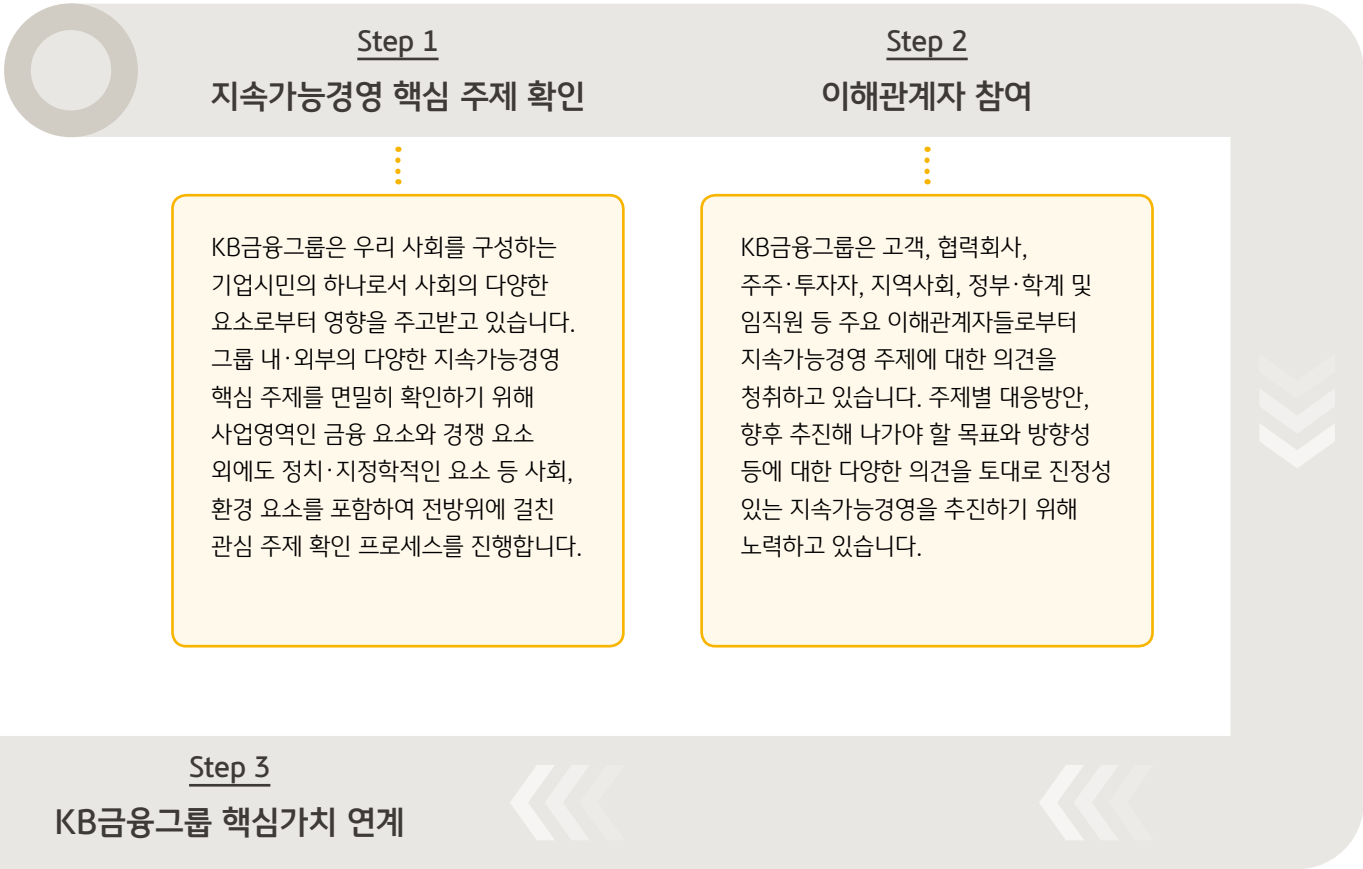 Step 1
지속가능경영 핵심 주제 확인
KB금융그룹은 우리 사회를 구성하는
기업시민의 하나로서 사회의 다양한
요소로부터 영향을 주고받고 있습니다.
그룹 내·외부의 다양한 지속가능경영
핵심 주제를 면밀히 확인하기 위해
사업영역인 금융 요소와 경쟁 요소
외에도 정치·지정학적인 요소 등 사회,
환경 요소를 포함하여 전방위에 걸친
관심 주제 확인 프로세스를 진행합니다.
Step 2
이해관계자 참여
KB금융그룹은 고객, 협력회사,
주주·투자자, 지역사회, 정부·학계 및
임직원 등 주요 이해관계자들로부터
지속가능경영 주제에 대한 의견을
청취하고 있습니다. 주제별 대응방안,
향후 추진해 나가야 할 목표와 방향성
등에 대한 다양한 의견을 토대로 진정성
있는 지속가능경영을 추진하기 위해
노력하고 있습니다.
Step 3
KB금융그룹 핵심가치 연계